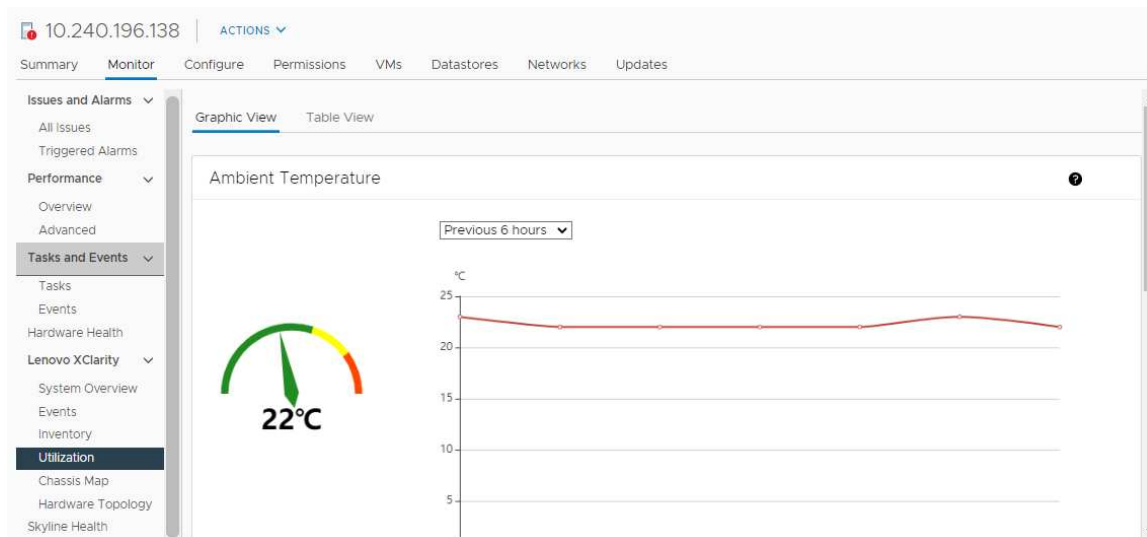 10.240.196.138 ACTIONS
Summary Monitor Configure Permissions VMs Datastores Networks Updates
Issues and Alarms
All Issues
Triggered Alarms
Performance
Overview
Advanced
Tasks and Events
Tasks
Events
Hardware Health
Lenovo XClarity
System Overview
Events
Inventory
Utilization
Chassis Map
Hardware Topology
Skyline Health
Graphic View Table View
Ambient Temperature ?
Previous 6 hours
22°C
°C
25
20
15
10
5